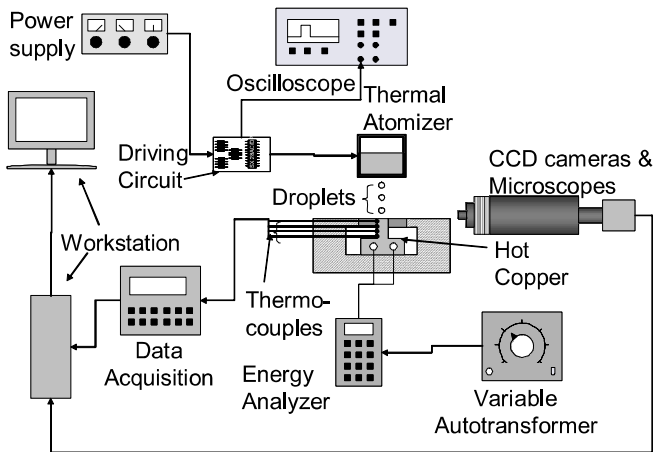 Power
supply
Oscilloscope
Thermal
Atomizer
Driving
Circuit
CCD cameras &
Microscopes
Droplets
Workstation
Hot
Copper
Thermo-
couples
Data
Acquisition
Energy
Analyzer
Variable
Autotransformer